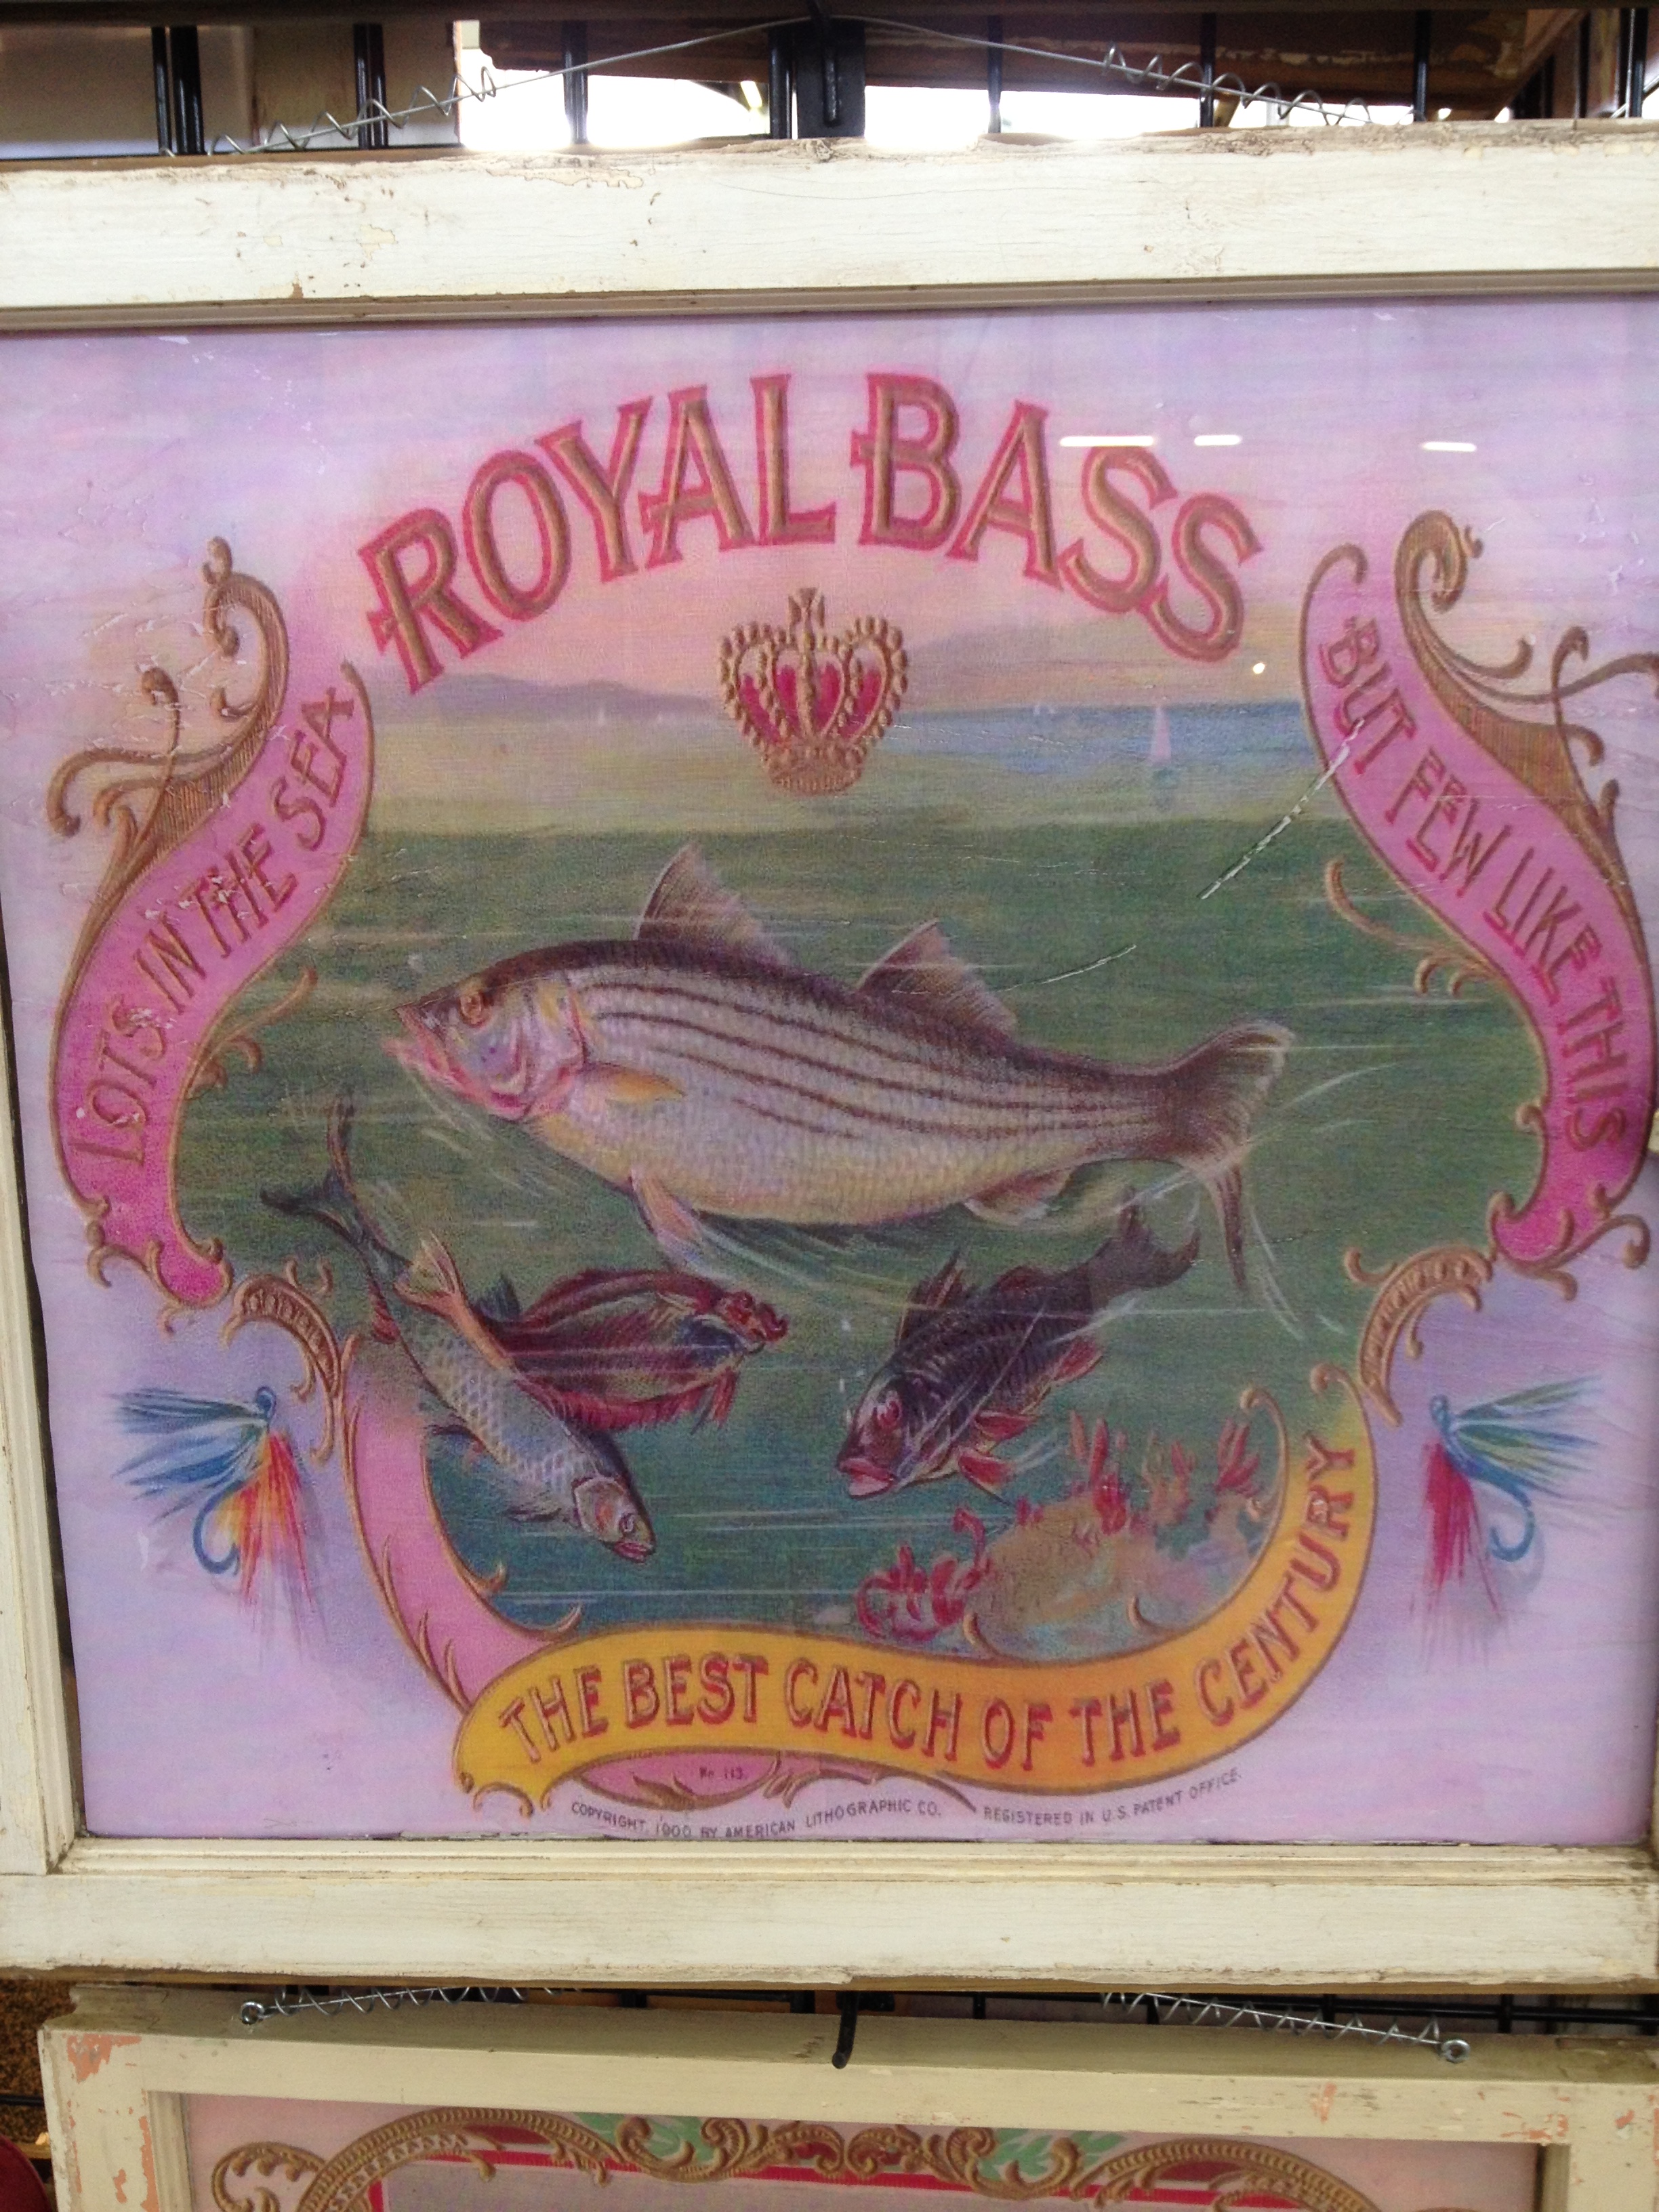 ROYAL BASS
LOTS IN THE SEA
BUT FEW LIKE THIS
THE BEST CATCH OF THE CENTURY
No 113.
COPYRIGHT, 1900 BY AMERICAN LITHOGRAPHIC CO. REGISTERED IN U.S. PATENT OFFICE.